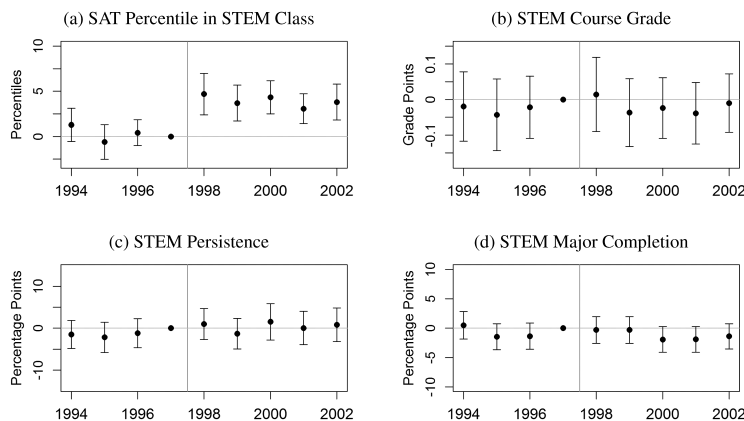 (a) SAT Percentile in STEM Class
Percentiles
10
5
0
1994 1996 1998 2000 2002
(b) STEM Course Grade
Grade Points
0.1
0
-0.1
1994 1996 1998 2000 2002
(c) STEM Persistence
Percentage Points
10
0
-10
1994 1996 1998 2000 2002
(d) STEM Major Completion
Percentage Points
10
5
0
-5
-10
1994 1996 1998 2000 2002